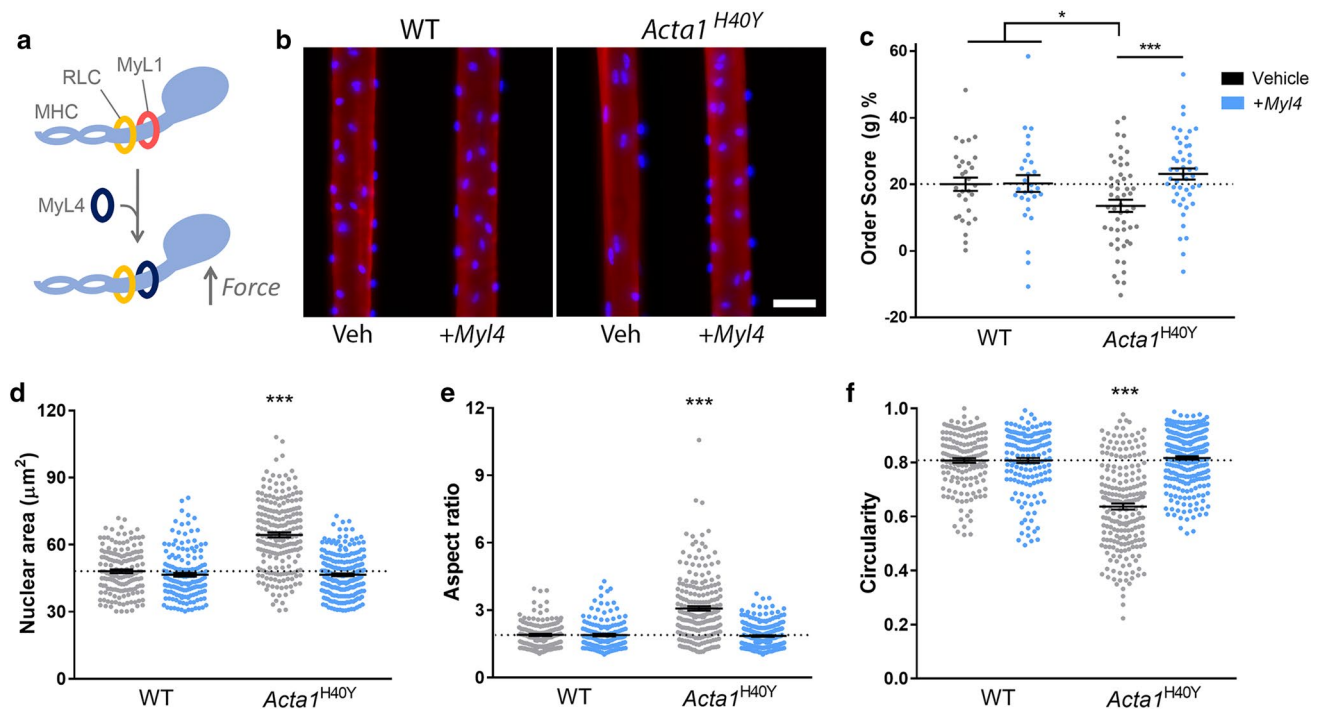 a
RLC
MyL1
MHC
MyL4
Force
b
WT
Acta1 H40Y
Veh
+Myl4
Veh
+Myl4
c
*
***
Order Score (g) %
60
40
20
0
-20
WT
Acta1H40Y
Vehicle
+Myl4
d
***
Nuclear area (μm2)
120
90
60
30
0
WT
Acta1H40Y
e
***
Aspect ratio
12
9
6
3
0
WT
Acta1H40Y
f
***
Circularity
1.0
0.8
0.6
0.4
0.2
0.0
WT
Acta1H40Y